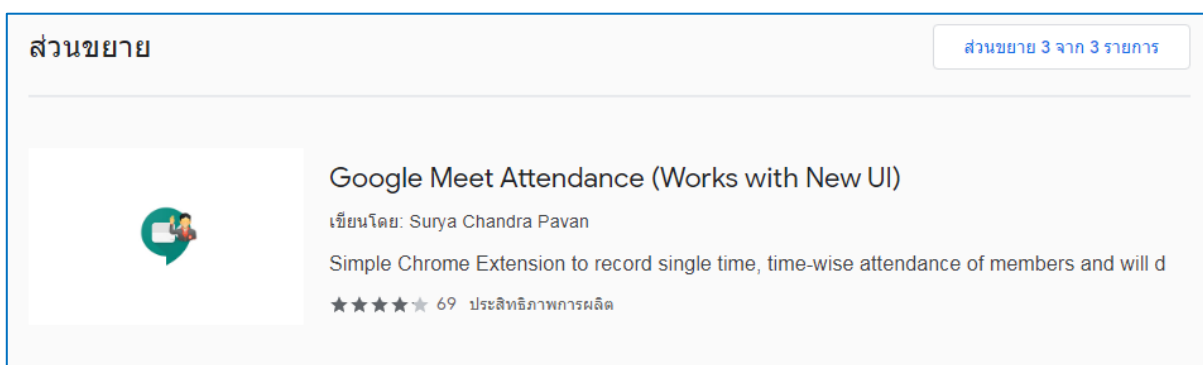 ส่วนขยาย
ส่วนขยาย 3 จาก 3 รายการ
Google Meet Attendance (Works with New UI)
เขียนโดย: Surya Chandra Pavan
Simple Chrome Extension to record single time, time-wise attendance of members and will d
69 ประสิทธิภาพการผลิต